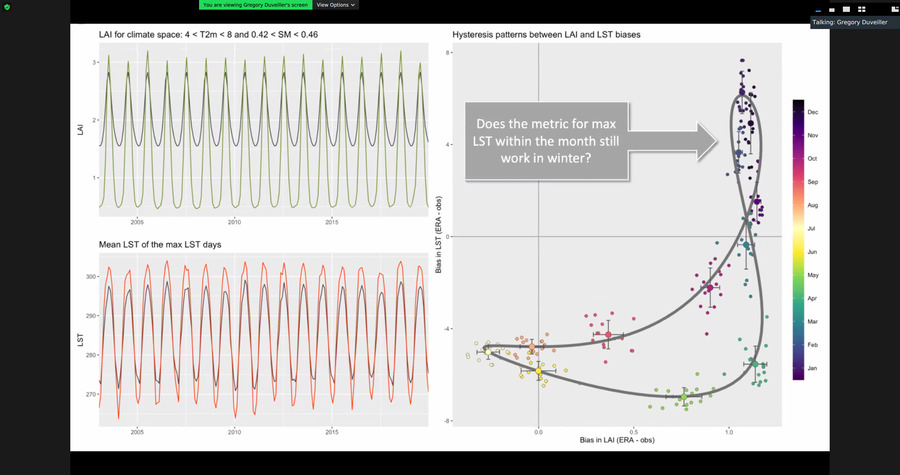 You are viewing Gregory Duveiller's screen
View Options
Talking: Gregory Duveiller
LAI for climate space: 4 < T2m < 8 and 0.42 < SM < 0.46
LAI
3
2
1
2005
2010
2015
Mean LST of the max LST days
LST
300
290
280
270
2005
2010
2015
Hysteresis patterns between LAI and LST biases
Bias in LST (ERA - obs)
8
4
0
-4
-8
Does the metric for max
LST within the month still
work in winter?
0.0
0.5
1.0
Bias in LAI (ERA - obs)
Dec
Nov
Oct
Sep
Aug
Jul
Jun
May
Apr
Mar
Feb
Jan